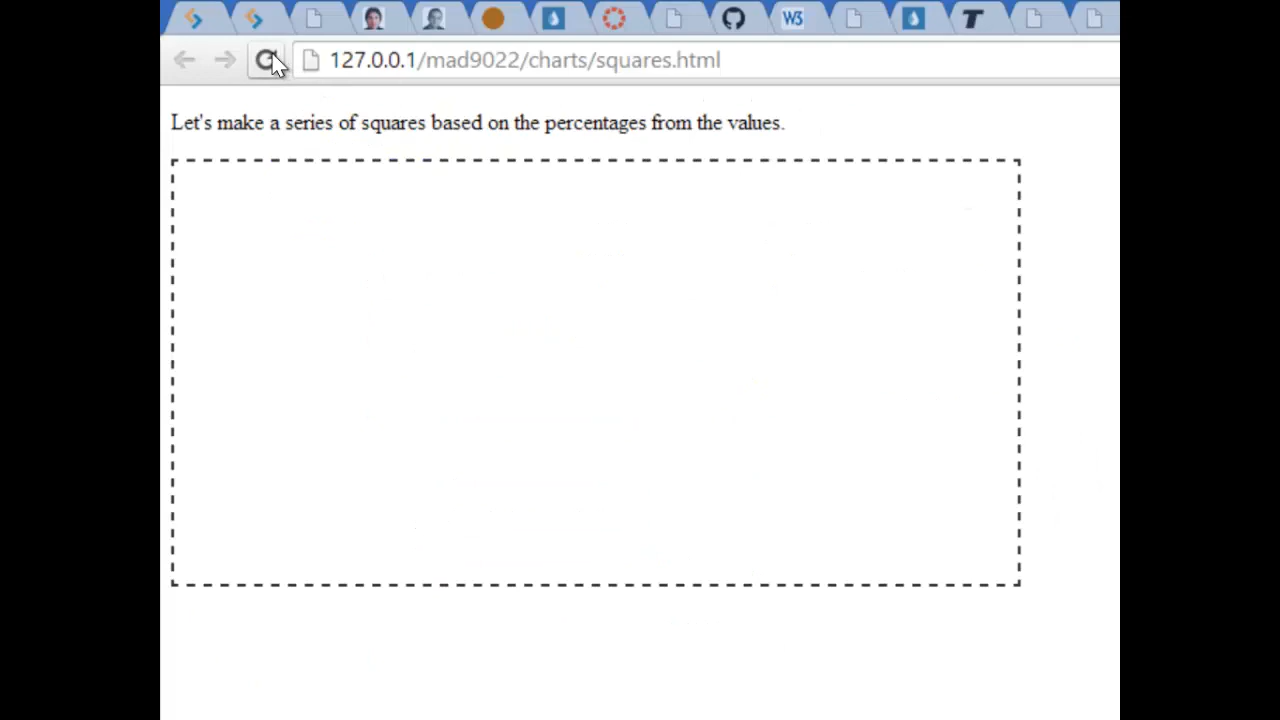 W3
T
127.0.0.1/mad9022/charts/squares.html
Let's make a series of squares based on the percentages from the values.